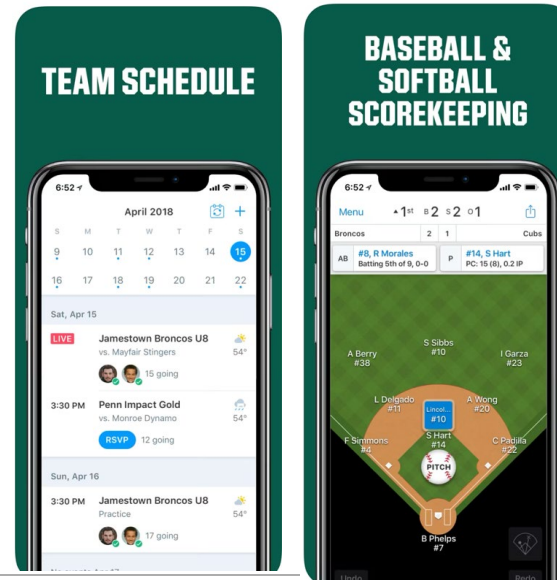 TEAM SCHEDULE
6:52
April 2018
S M T W T F S
9 10 11 12 13 14 15
16 17 18 19 20 21 22
Sat, Apr 15
LIVE Jamestown Broncos U8
vs. Mayfair Stingers 54°
15 going
3:30 PM Penn Impact Gold
vs. Monroe Dynamo 54°
RSVP 12 going
Sun, Apr 16
3:30 PM Jamestown Broncos U8
Practice 54°
17 going
BASEBALL &
SOFTBALL
SCOREKEEPING
6:52
Menu ▲1st B2 S2 O1
Broncos 2 1 Cubs
AB #8, R Morales P #14, S Hart
Batting 5th of 9, 0-0 PC: 15 (8), 0.2 IP
S Sibbs
#10
A Berry
#38
I Garza
#23
L Delgado
#11
A Wong
#20
Lincol...
#10
F Simmons
#4
S Hart
#14
C Padilla
#22
PITCH
B Phelps
#7
Undo Redo